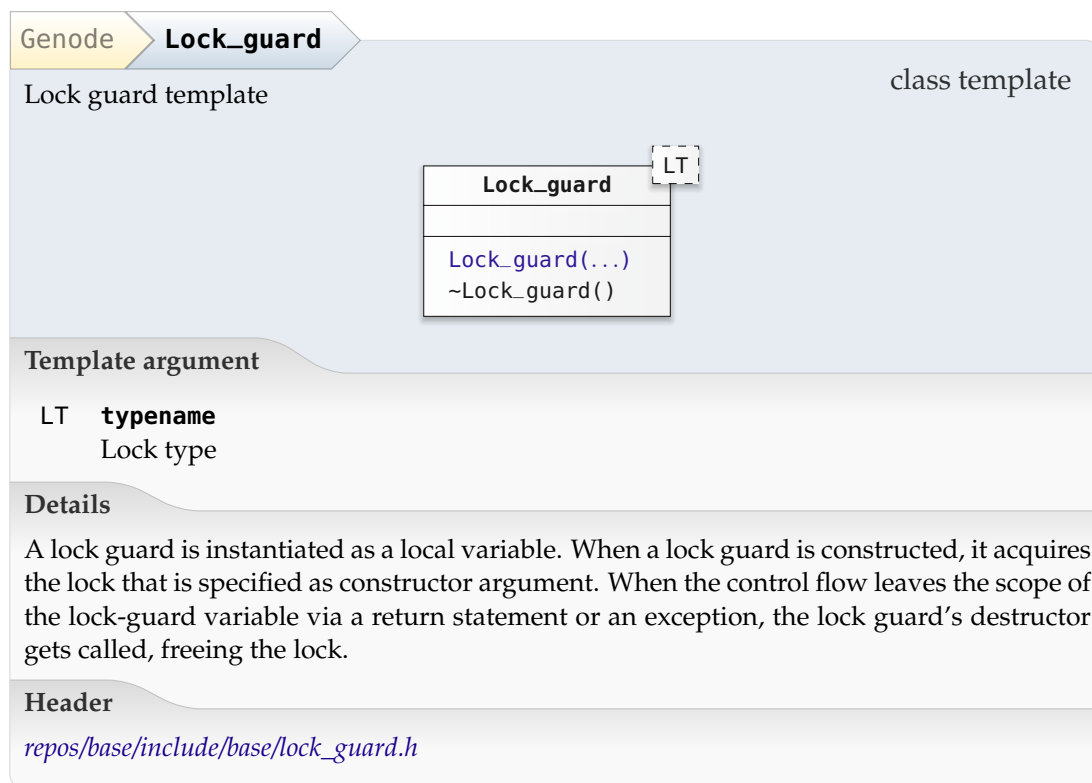 Genode Lock_guard
class template
Lock guard template
LT
Lock_guard
Lock_guard(...)
~Lock_guard()
Template argument
LT typename
Lock type
Details
A lock guard is instantiated as a local variable. When a lock guard is constructed, it acquires
the lock that is specified as constructor argument. When the control flow leaves the scope of
the lock-guard variable via a return statement or an exception, the lock guard’s destructor
gets called, freeing the lock.
Header
repos/base/include/base/lock_guard.h